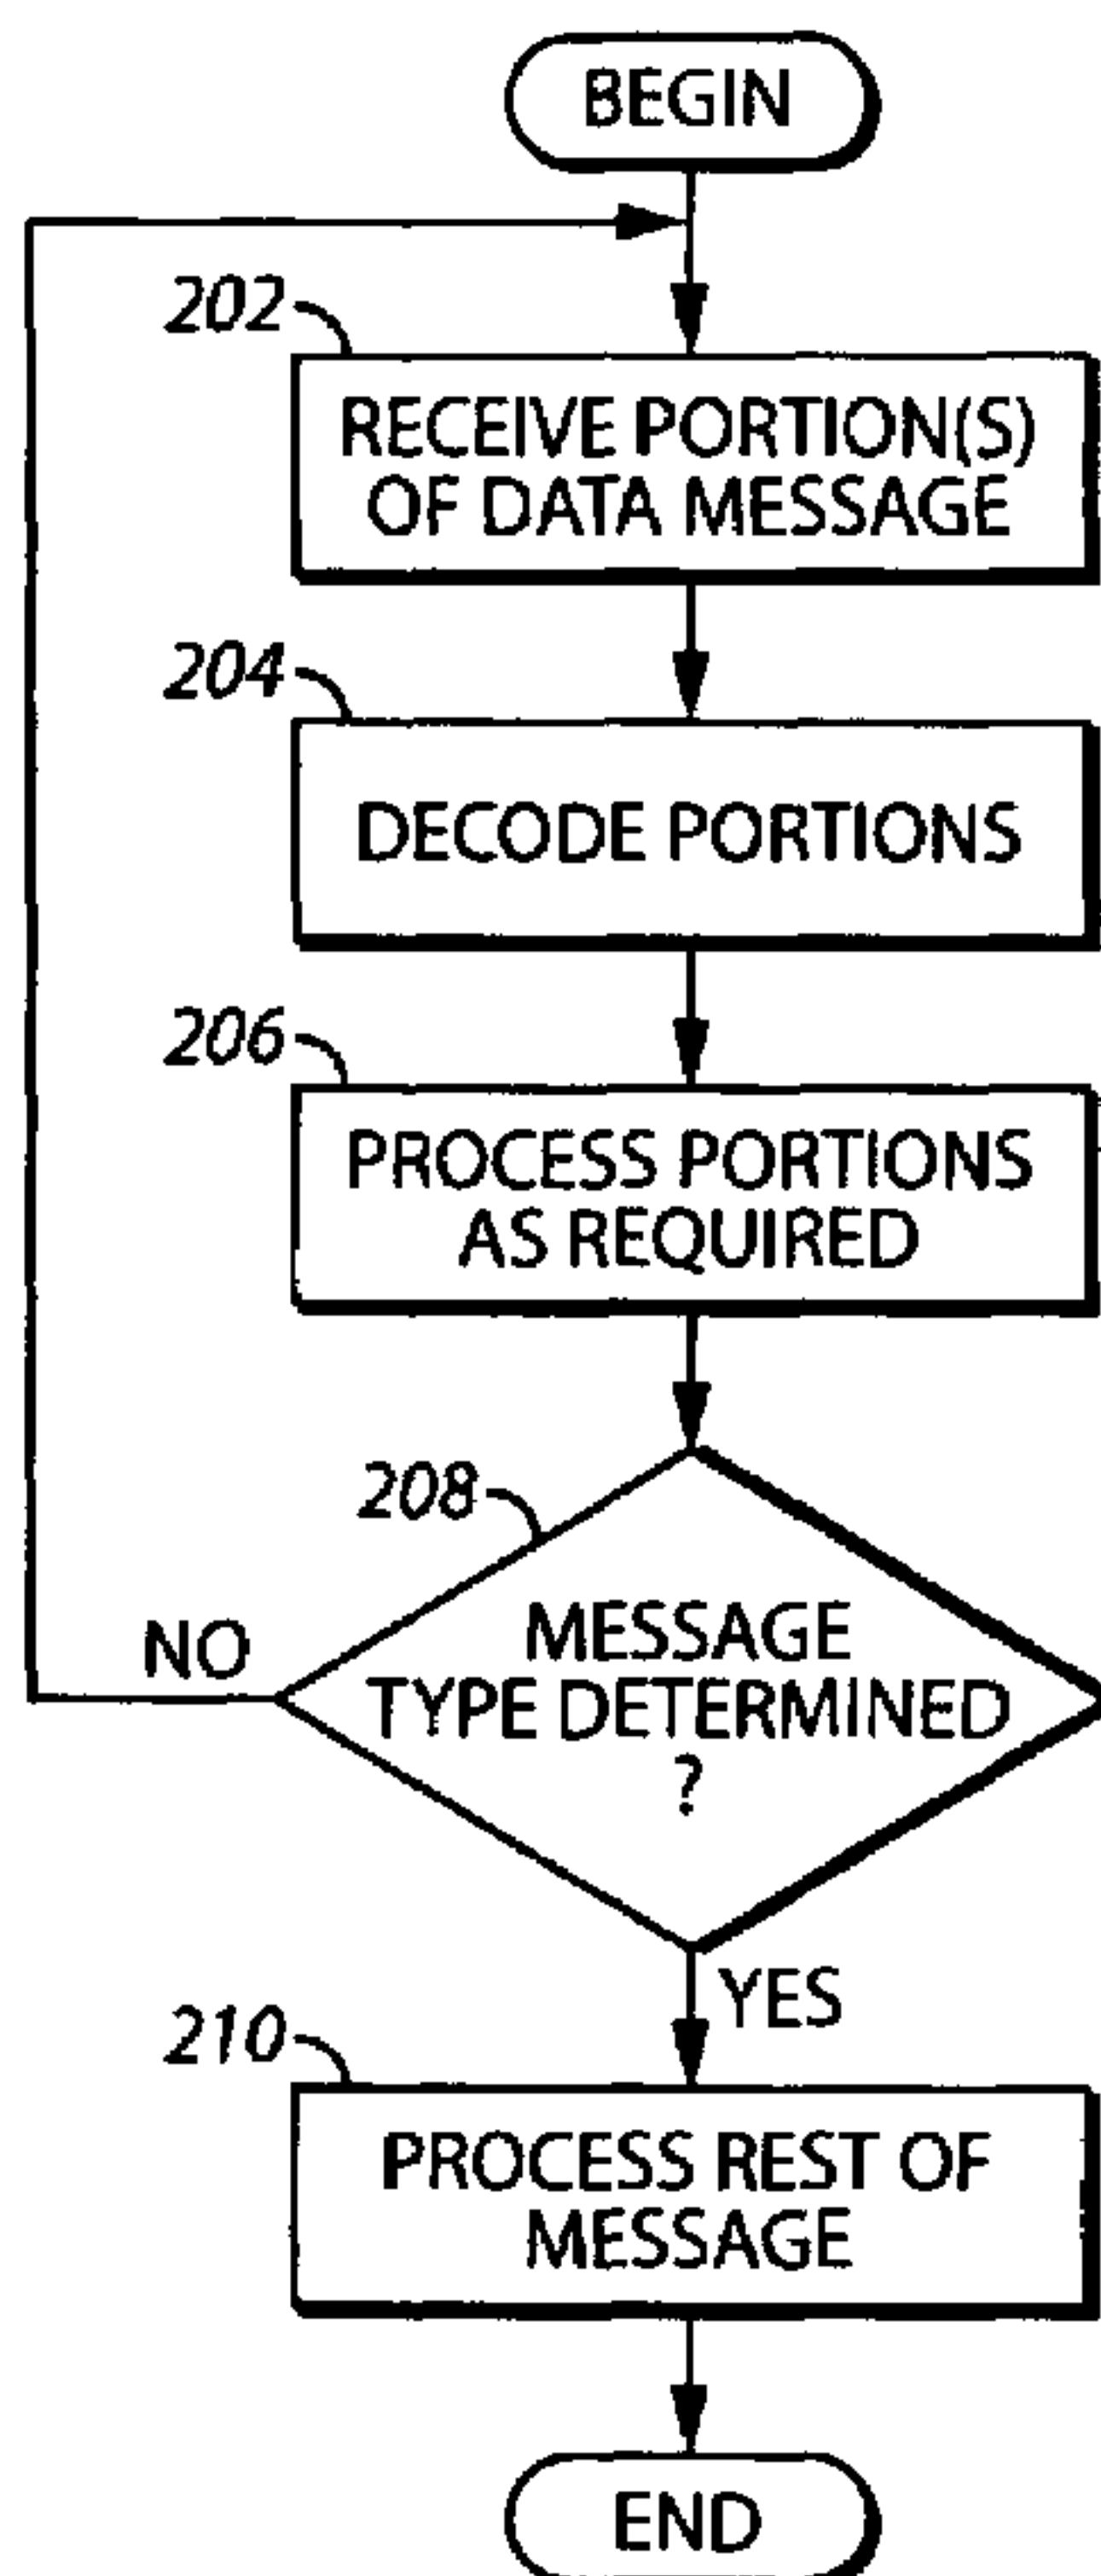 BEGIN
202
RECEIVE PORTION(S)
OF DATA MESSAGE
204
DECODE PORTIONS
206
PROCESS PORTIONS
AS REQUIRED
208
MESSAGE
TYPE DETERMINED
?
NO
YES
210
PROCESS REST OF
MESSAGE
END